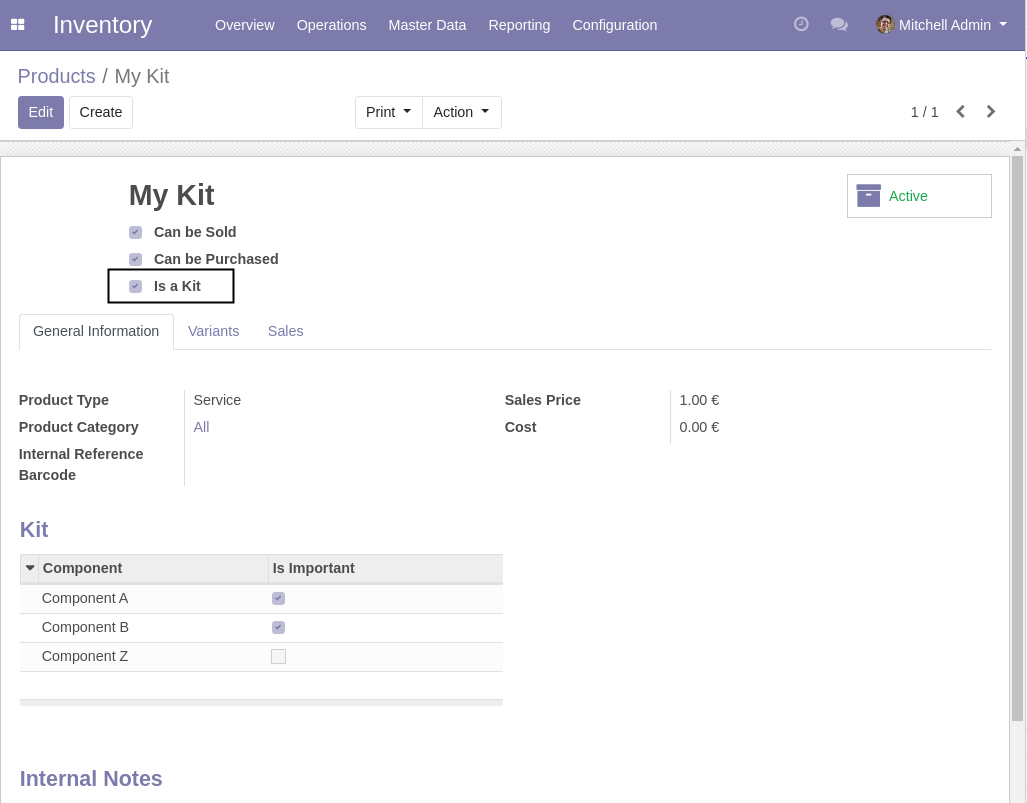 Inventory Overview Operations Master Data Reporting Configuration Mitchell Admin
Products / My Kit
Edit Create Print Action 1 / 1
My Kit
Active
Can be Sold
Can be Purchased
Is a Kit
General Information Variants Sales
Product Type Service Sales Price 1.00 €
Product Category All Cost 0.00 €
Internal Reference
Barcode
Kit
Component Is Important
Component A
Component B
Component Z
Internal Notes